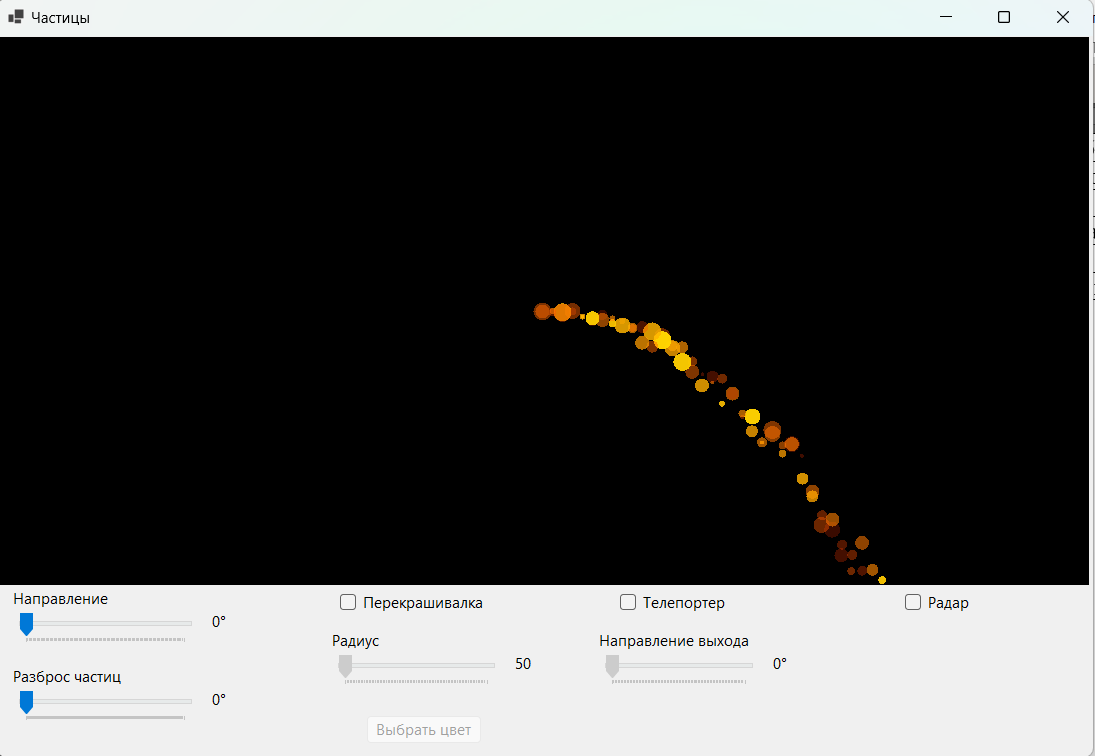 Частицы
Направление
0°
Разброс частиц
0°
Перекрашивалка
Радиус
50
Выбрать цвет
Телепортер
Направление выхода
0°
Радар